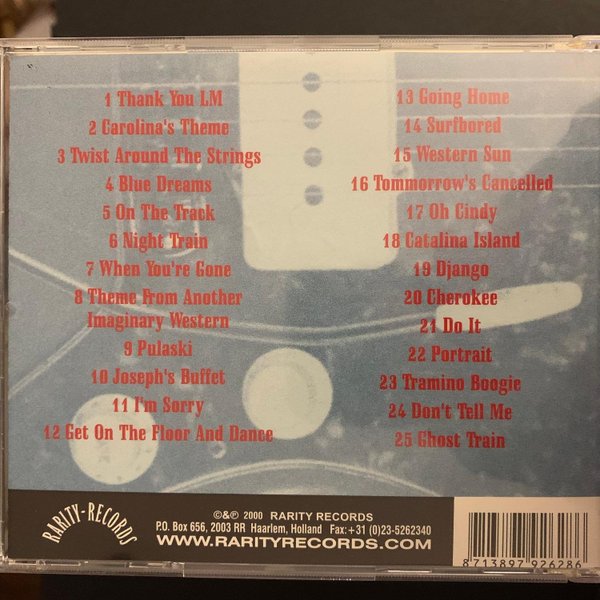 1 Thank You LM
2 Carolina's Theme
3 Twist Around The Strings
4 Blue Dreams
5 On The Track
6 Night Train
7 When You're Gone
8 Theme From Another
Imaginary Western
9 Pulaski
10 Joseph's Buffet
11 I'm Sorry
12 Get On The Floor And Dance
13 Going Home
14 Surfbored
15 Western Sun
16 Tommorrow's Cancelled
17 Oh Cindy
18 Catalina Island
19 Django
20 Cherokee
21 Do It
22 Portrait
23 Tramino Boogie
24 Don't Tell Me
25 Ghost Train
RARITY-RECORDS
©&℗ 2000 RARITY RECORDS
P.O. Box 656, 2003 RR Haarlem, Holland Fax:+31 (0)23-5262340
WWW.RARITYRECORDS.COM
8713897926286